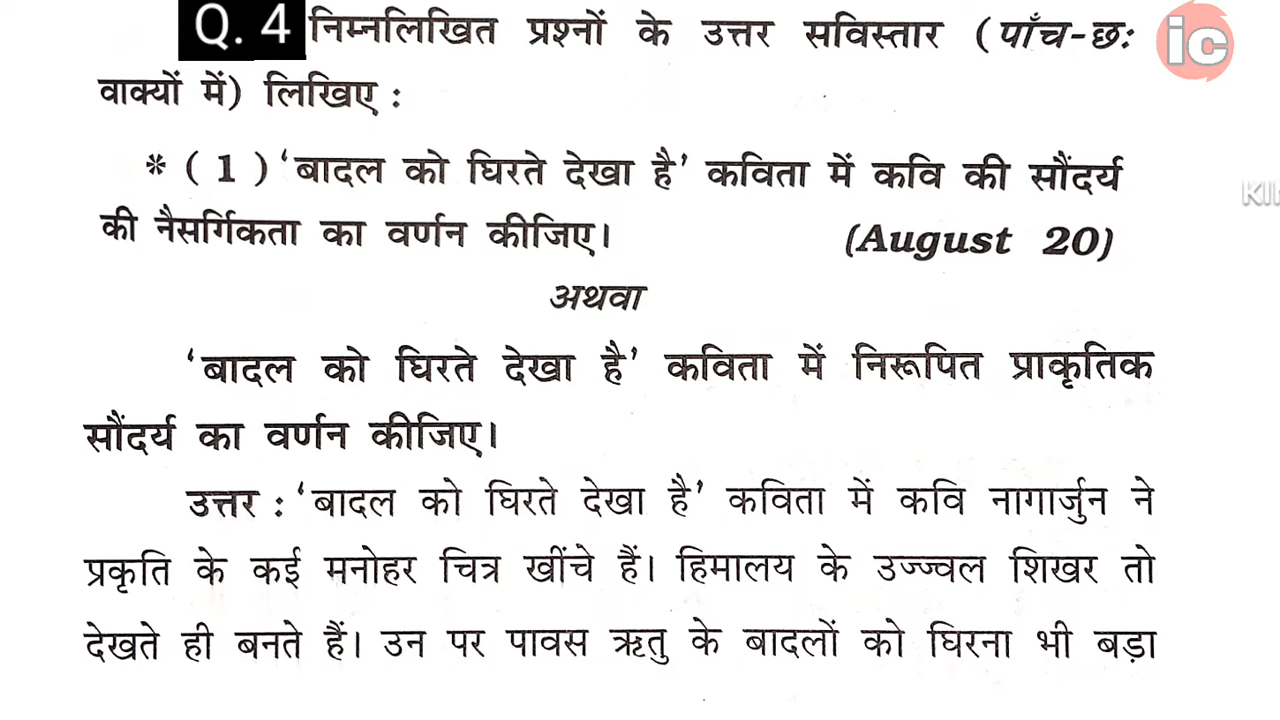 Q. 4 निम्नलिखित प्रश्नों के उत्तर सविस्तार (पाँच-छः
ic
वाक्यों में) लिखिए :
* ( 1 ) ‘बादल को घिरते देखा है’ कविता में कवि की सौंदर्य
की नैसर्गिकता का वर्णन कीजिए। (August 20)
अथवा
‘बादल को घिरते देखा है’ कविता में निरूपित प्राकृतिक
सौंदर्य का वर्णन कीजिए।
उत्तर : ‘बादल को घिरते देखा है’ कविता में कवि नागार्जुन ने
प्रकृति के कई मनोहर चित्र खींचे हैं। हिमालय के उज्ज्वल शिखर तो
देखते ही बनते हैं। उन पर पावस ऋतु के बादलों को घिरना भी बड़ा